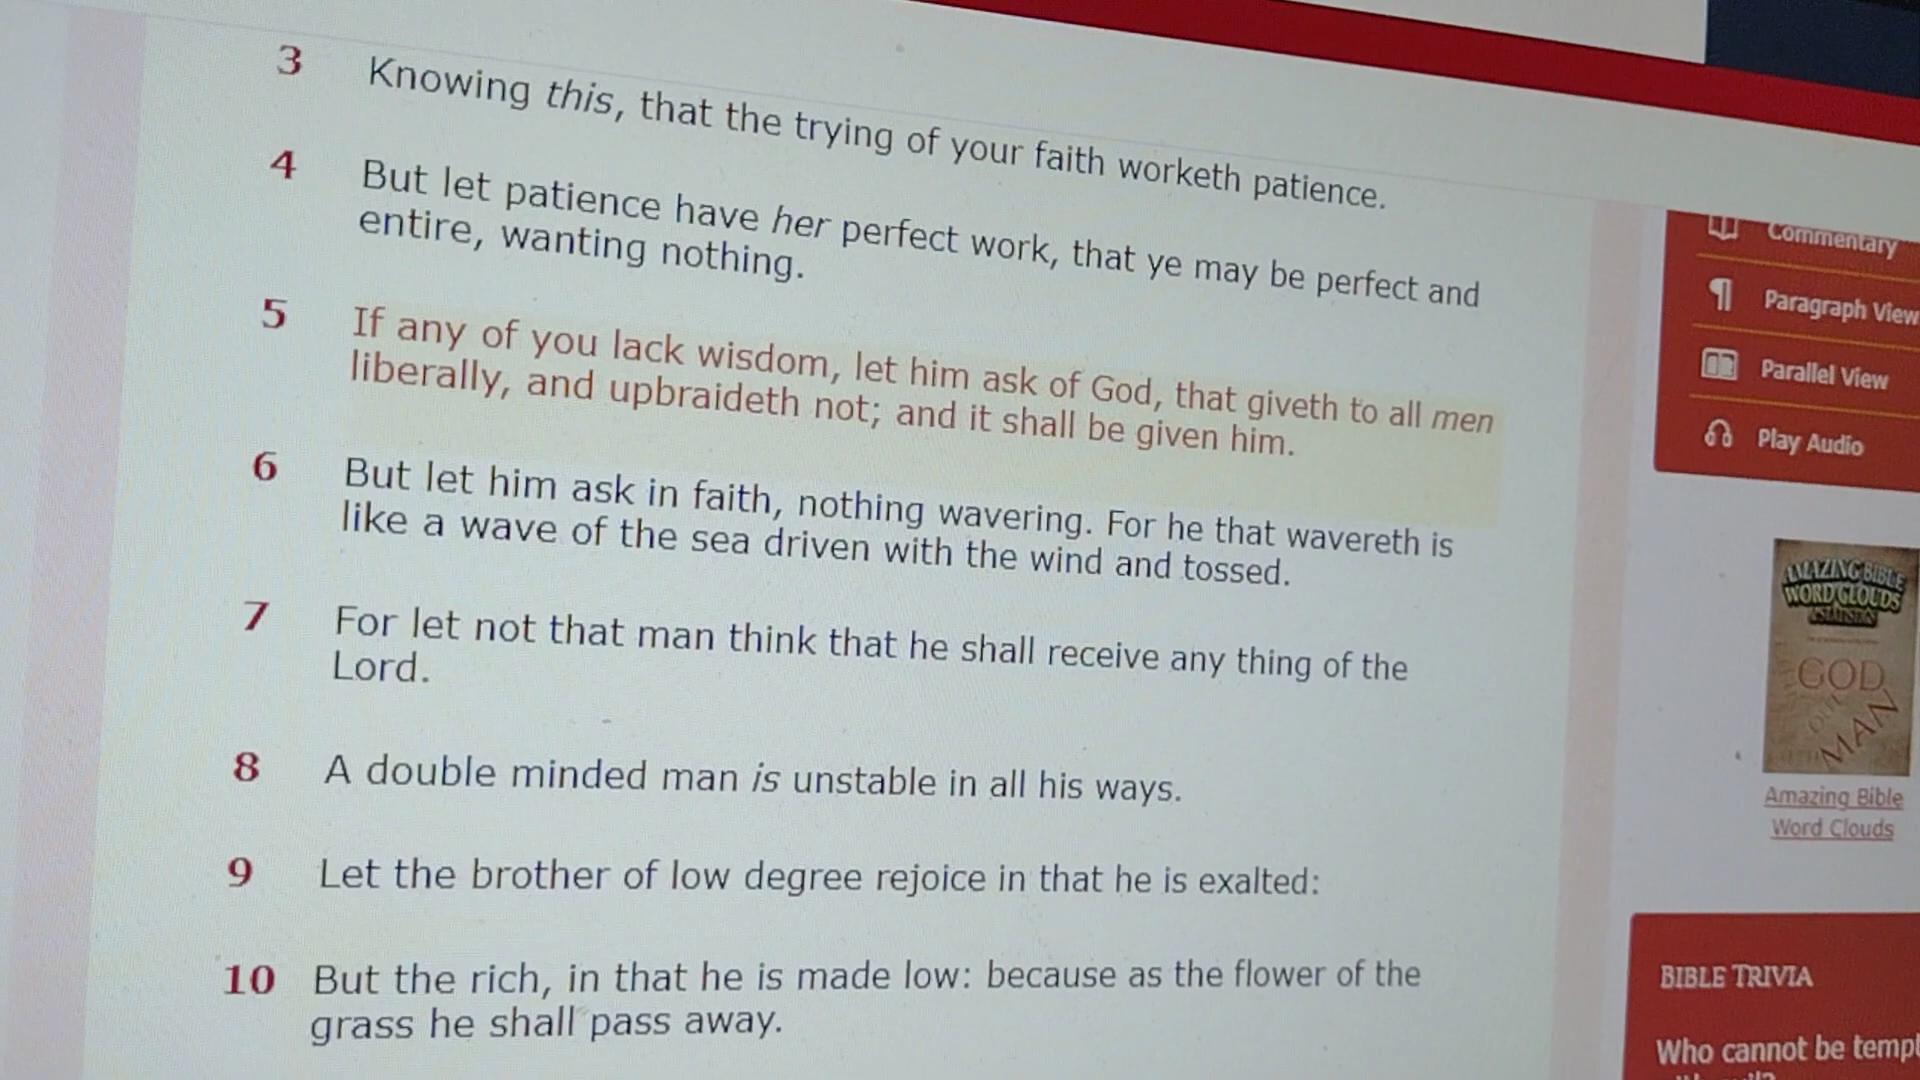 3 Knowing this, that the trying of your faith worketh patience.
4 But let patience have her perfect work, that ye may be perfect and
entire, wanting nothing.
5 If any of you lack wisdom, let him ask of God, that giveth to all men
liberally, and upbraideth not; and it shall be given him.
6 But let him ask in faith, nothing wavering. For he that wavereth is
like a wave of the sea driven with the wind and tossed.
7 For let not that man think that he shall receive any thing of the
Lord.
8 A double minded man is unstable in all his ways.
9 Let the brother of low degree rejoice in that he is exalted:
10 But the rich, in that he is made low: because as the flower of the
grass he shall pass away.
Commentary
Paragraph View
Parallel View
Play Audio
AMAZING BIBLE
WORD CLOUDS
GOD
OUR
MAN
Amazing Bible
Word Clouds
BIBLE TRIVIA
Who cannot be tempt